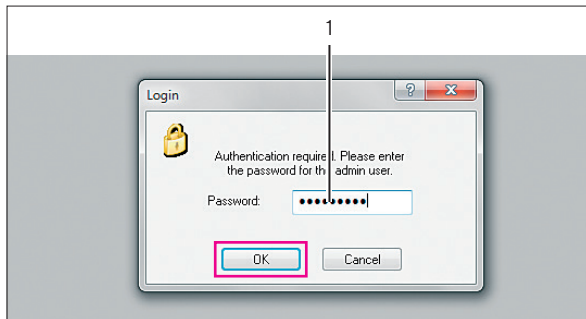 1
Login
Authentication required. Please enter
the password for the admin user.
Password: •••••••••
OK Cancel